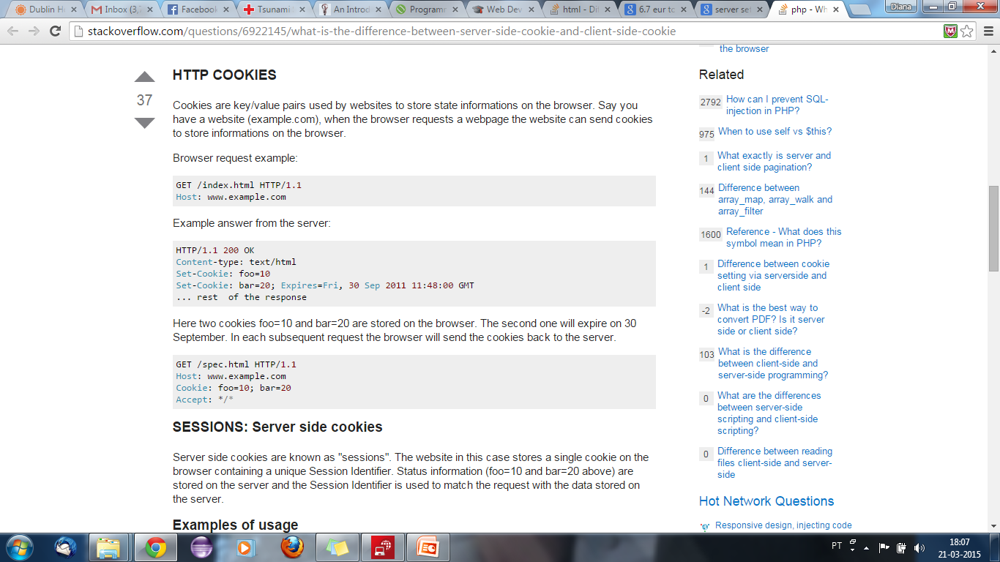 Dublin He
Inbox (3,
Facebook
Tsunami
An Introd
Program
Web Dev
html - Dif
6.7 eur to
server set
php - Wh
Diana
stackoverflow.com/questions/6922145/what-is-the-difference-between-server-side-cookie-and-client-side-cookie
37
HTTP COOKIES
Cookies are key/value pairs used by websites to store state informations on the browser. Say you
have a website (example.com), when the browser requests a webpage the website can send cookies
to store informations on the browser.
Browser request example:
GET /index.html HTTP/1.1
Host: www.example.com
Example answer from the server:
HTTP/1.1 200 OK
Content-type: text/html
Set-Cookie: foo=10
Set-Cookie: bar=20; Expires=Fri, 30 Sep 2011 11:48:00 GMT
... rest  of the response
Here two cookies foo=10 and bar=20 are stored on the browser. The second one will expire on 30
September. In each subsequent request the browser will send the cookies back to the server.
GET /spec.html HTTP/1.1
Host: www.example.com
Cookie: foo=10; bar=20
Accept: */*
SESSIONS: Server side cookies
Server side cookies are known as "sessions". The website in this case stores a single cookie on the
browser containing a unique Session Identifier. Status information (foo=10 and bar=20 above) are
stored on the server and the Session Identifier is used to match the request with the data stored on
the server.
Examples of usage
the browser
Related
2792 How can I prevent SQL-
injection in PHP?
975 When to use self vs $this?
1 What exactly is server and
client side pagination?
144 Difference between
array_map, array_walk and
array_filter
1600 Reference - What does this
symbol mean in PHP?
1 Difference between cookie
setting via serverside and
client side
-2 What is the best way to
convert PDF? Is it server
side or client side?
103 What is the difference
between client-side and
server-side programming?
0 What are the differences
between server-side
scripting and client-side
scripting?
0 Difference between reading
files client-side and server-
side
Hot Network Questions
Responsive design, injecting code
PT
18:07
21-03-2015